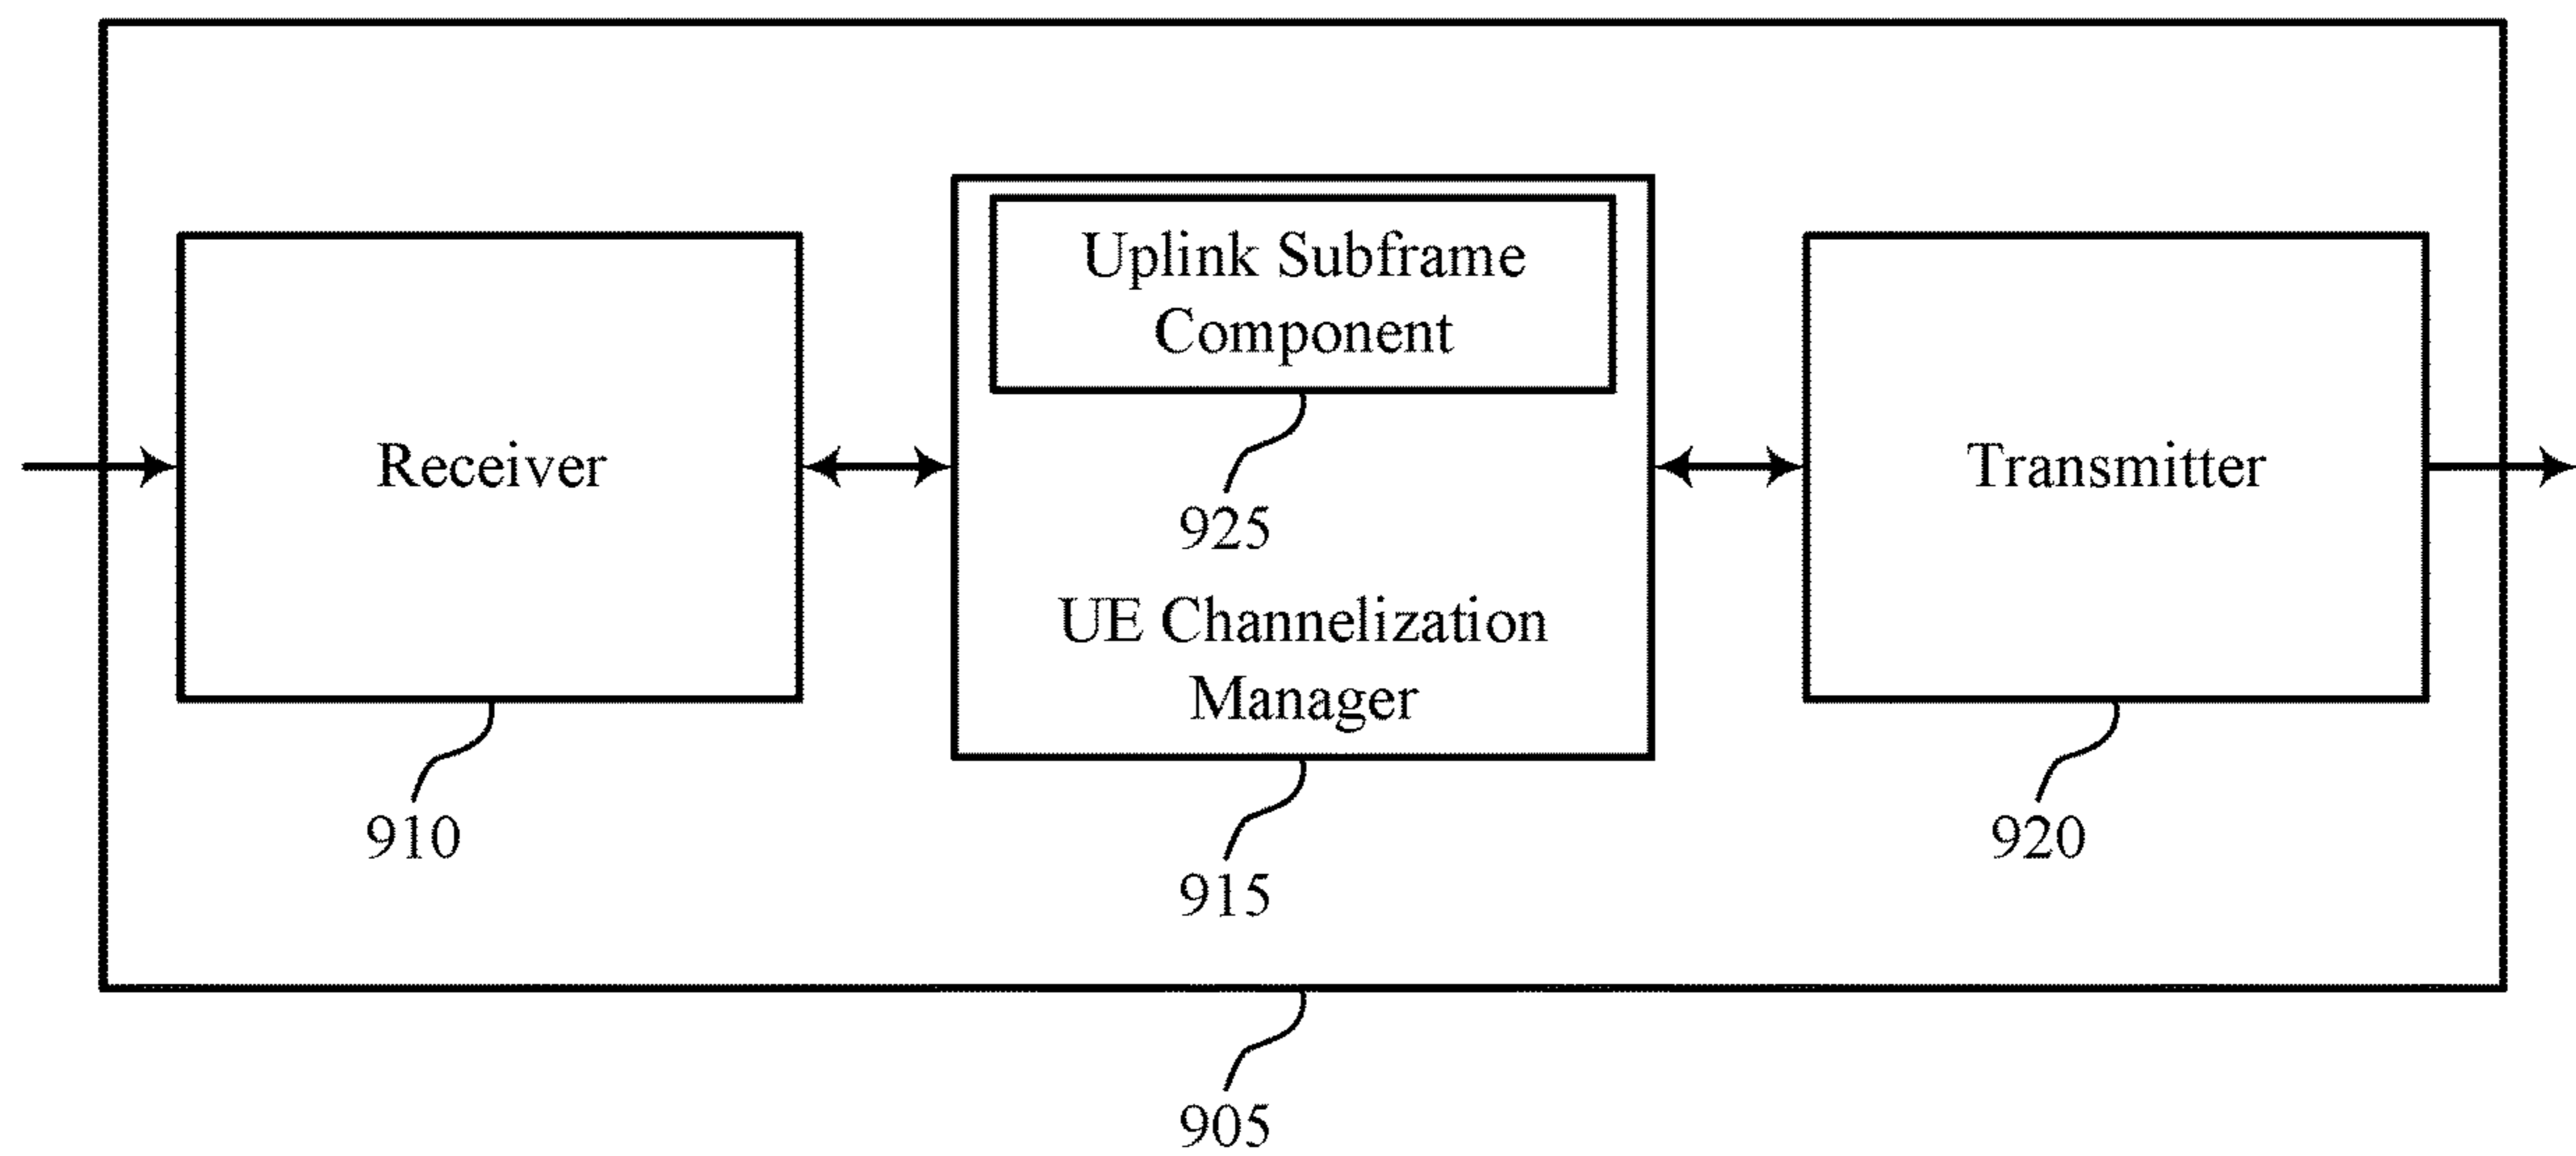 Uplink Subframe
Component
Receiver
Transmitter
925
UE Channelization
Manager
910
920
915
905